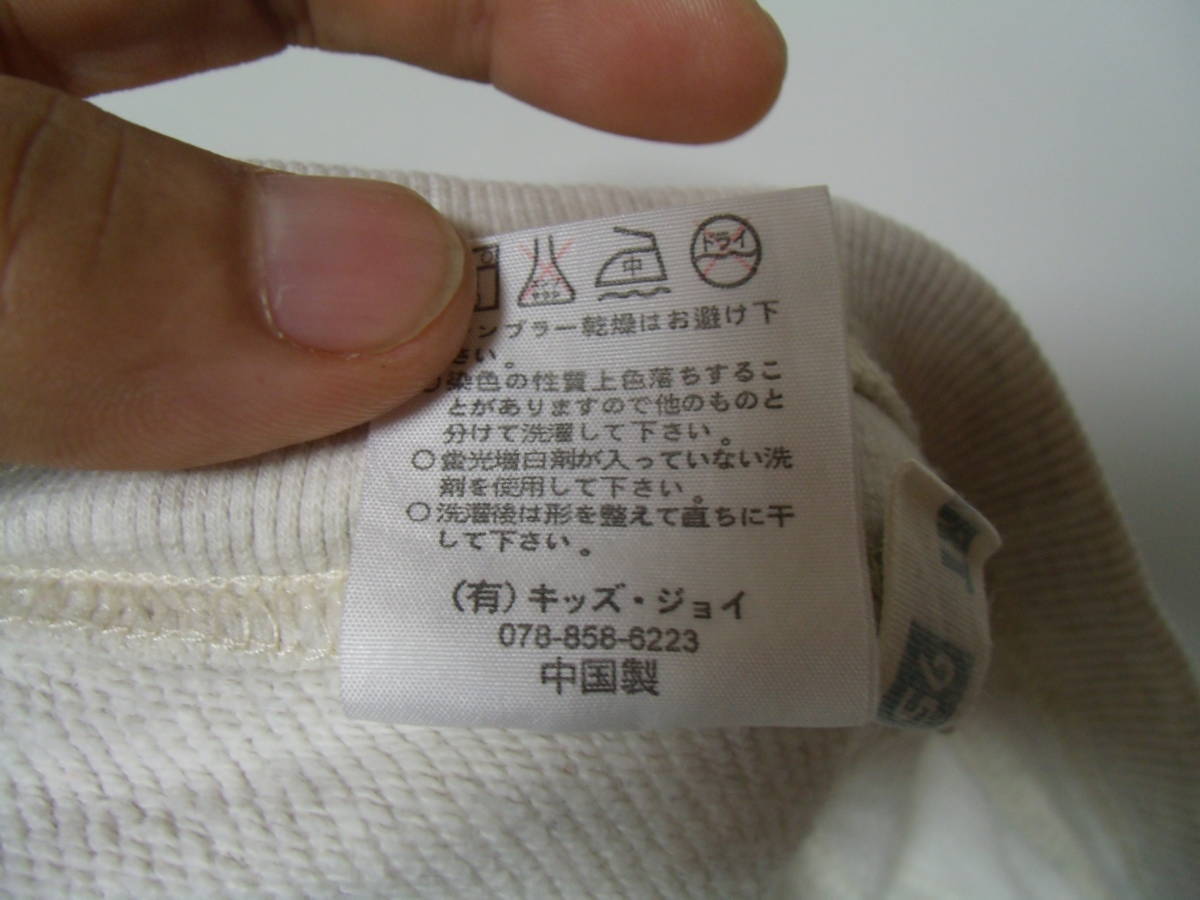 中
ドライ
ンブラー乾燥はお避け下
さい。
染色の性質上色落ちするこ
とがありますので他のものと
分けて洗濯して下さい。
○蛍光増白剤が入っていない洗
剤を使用して下さい。
○洗濯後は形を整えて直ちに干
して下さい。
(有)キッズ・ジョイ
078-858-6223
中国製
95